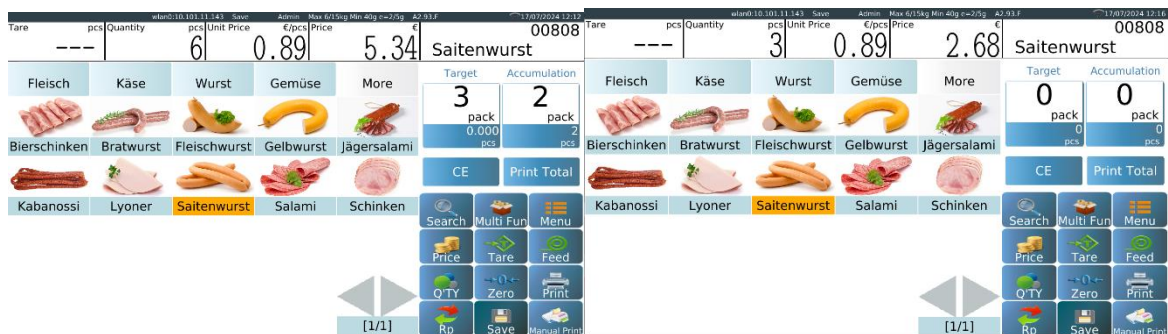 wlan0:10.101.11.143 Save Admin Max 6/15kg Min 40g e=2/5g A2.93.F 17/07/2024 12:12
Tare pcs Quantity pcs Unit Price €/pcs Price €
--- 6 0.89 5.34
00808
Saitenwurst
Fleisch Käse Wurst Gemüse More
Target Accumulation
3 2
pack pack
0.000 2
pcs pcs
Bierschinken Bratwurst Fleischwurst Gelbwurst Jägersalami
CE Print Total
Kabanossi Lyoner Saitenwurst Salami Schinken
Search Multi Fun Menu
Price Tare Feed
Q'TY Zero Print
[1/1]
Rp Save Manual Print
wlan0:10.101.11.143 Save Admin Max 6/15kg Min 40g e=2/5g A2.93.F 17/07/2024 12:16
Tare pcs Quantity pcs Unit Price €/pcs Price €
--- 3 0.89 2.68
00808
Saitenwurst
Fleisch Käse Wurst Gemüse More
Target Accumulation
0 0
pack pack
0 0
pcs pcs
Bierschinken Bratwurst Fleischwurst Gelbwurst Jägersalami
CE Print Total
Kabanossi Lyoner Saitenwurst Salami Schinken
Search Multi Fun Menu
Price Tare Feed
Q'TY Zero Print
[1/1]
Rp Save Manual Print